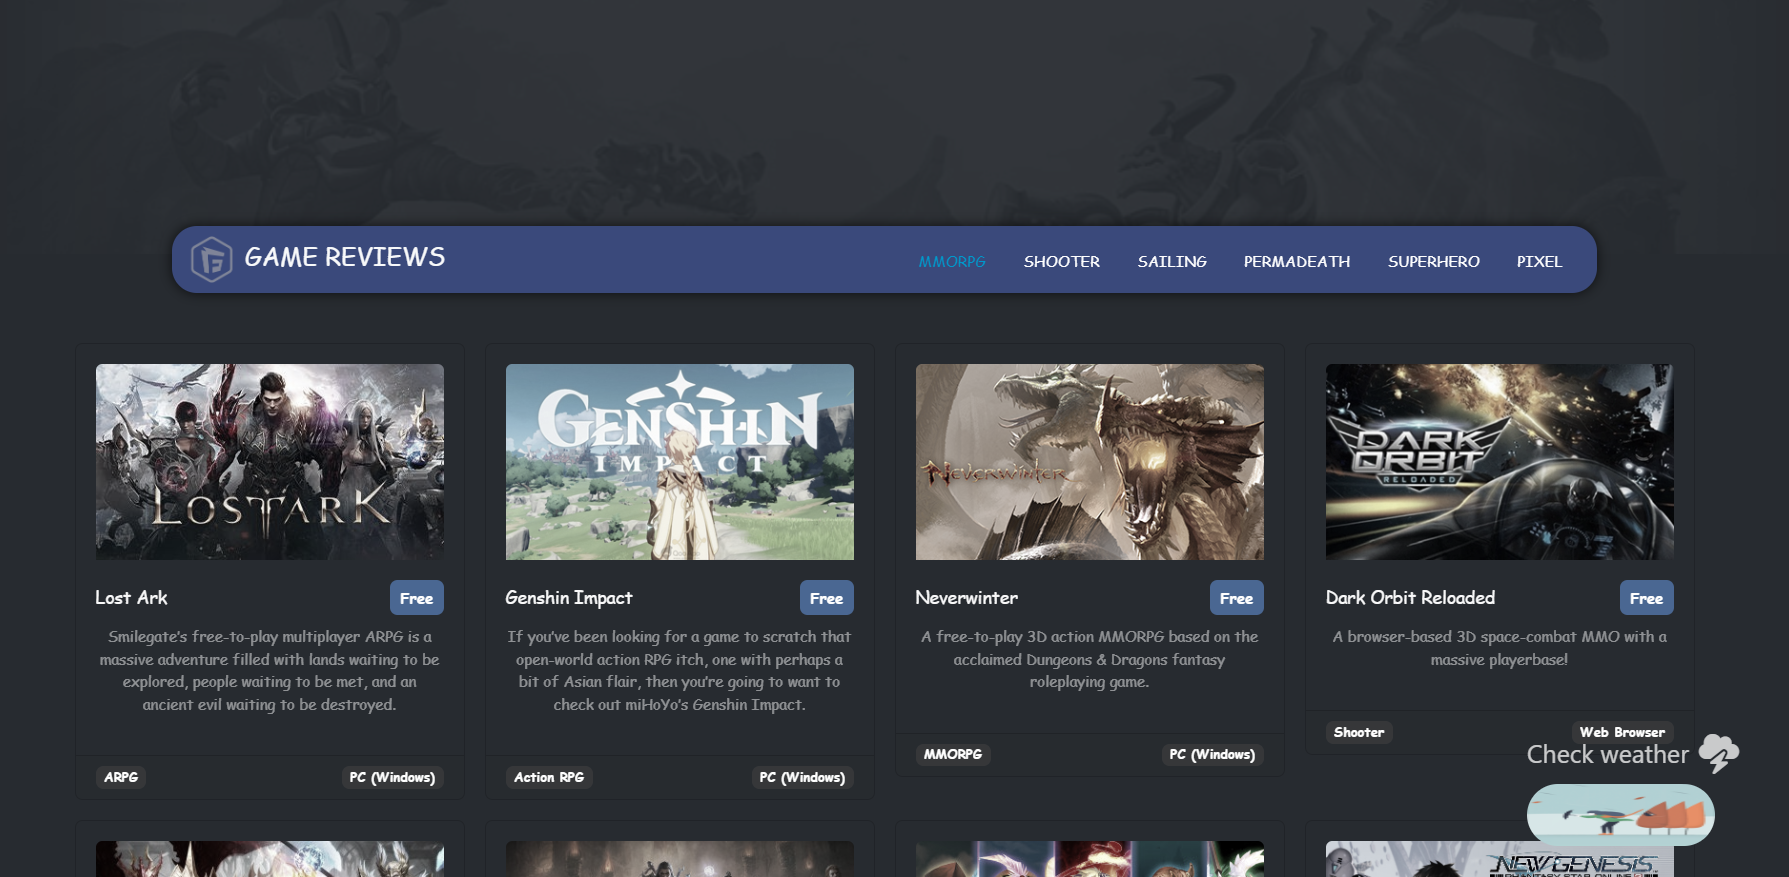 GAME REVIEWS
MMORPG SHOOTER SAILING PERMADEATH SUPERHERO PIXEL
LOST ARK
GENSHIN
IMPACT
NEVERWINTER
DARK
ORBIT
RELOADED
Lost Ark Free
Smilegate's free-to-play multiplayer ARPG is a
massive adventure filled with lands waiting to be
explored, people waiting to be met, and an
ancient evil waiting to be destroyed.
ARPG PC (Windows)
Genshin Impact Free
If you've been looking for a game to scratch that
open-world action RPG itch, one with perhaps a
bit of Asian flair, then you're going to want to
check out miHoYo's Genshin Impact.
Action RPG PC (Windows)
Neverwinter Free
A free-to-play 3D action MMORPG based on the
acclaimed Dungeons & Dragons fantasy
roleplaying game.
MMORPG PC (Windows)
Dark Orbit Reloaded Free
A browser-based 3D space-combat MMO with a
massive playerbase!
Shooter Web Browser
Check weather
NEW GENESIS
PHANTASY STAR ONLINE